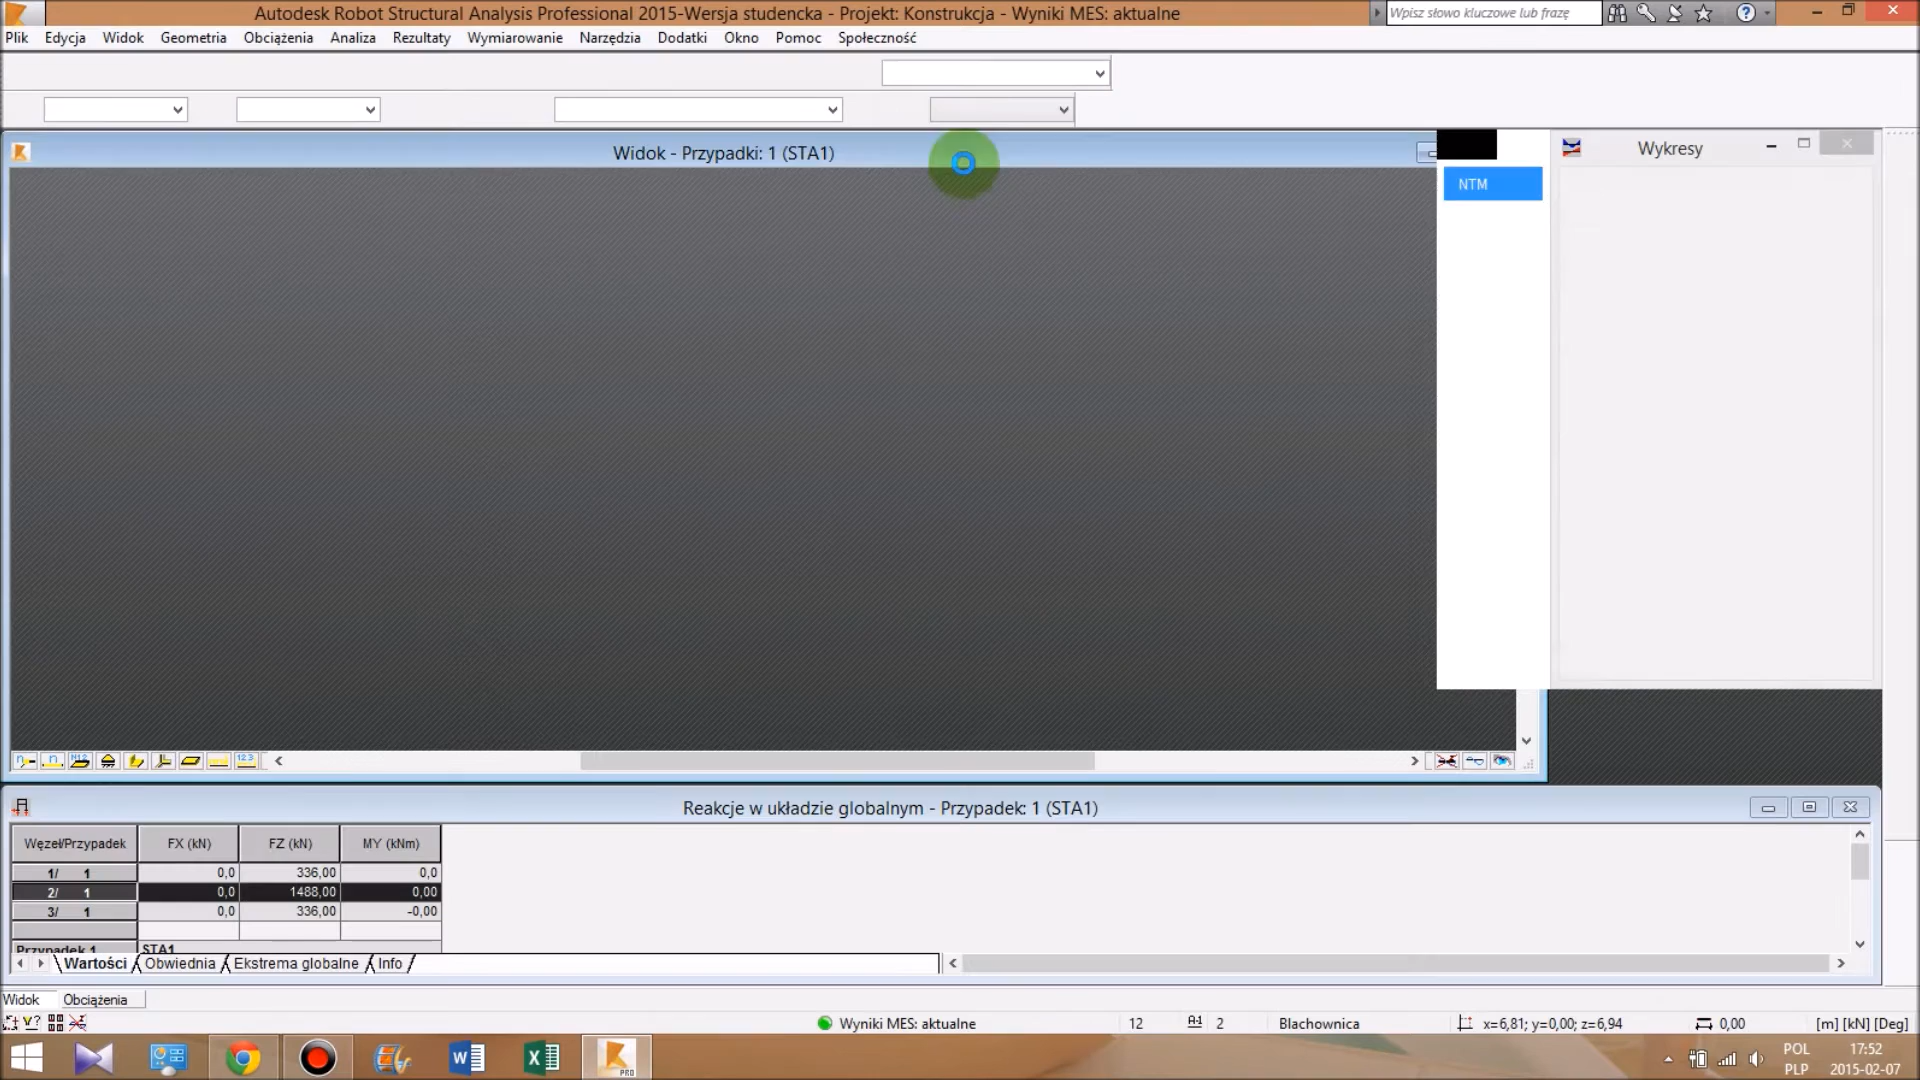 Autodesk Robot Structural Analysis Professional 2015-Wersja studencka - Projekt: Konstrukcja - Wyniki MES: aktualne
Wpisz słowo kluczowe lub frazę
Plik Edycja Widok Geometria Obciążenia Analiza Rezultaty Wymiarowanie Narzędzia Dodatki Okno Pomoc Społeczność
Widok - Przypadki: 1 (STA1)
NTM
Wykresy
Reakcje w układzie globalnym - Przypadek: 1 (STA1)
Węzeł/Przypadek FX (kN) FZ (kN) MY (kNm)
1/ 1 0,0 336,00 0,0
2/ 1 0,0 1488,00 0,00
3/ 1 0,0 336,00 -0,00
Przypadek 1 STA1
Wartości Obwiednia Ekstrema globalne Info
Widok Obciążenia
Wyniki MES: aktualne 12 2 Blachownica x=6,81; y=0,00; z=6,94 0,00 [m] [kN] [Deg]
PRO
POL 17:52
PLP 2015-02-07